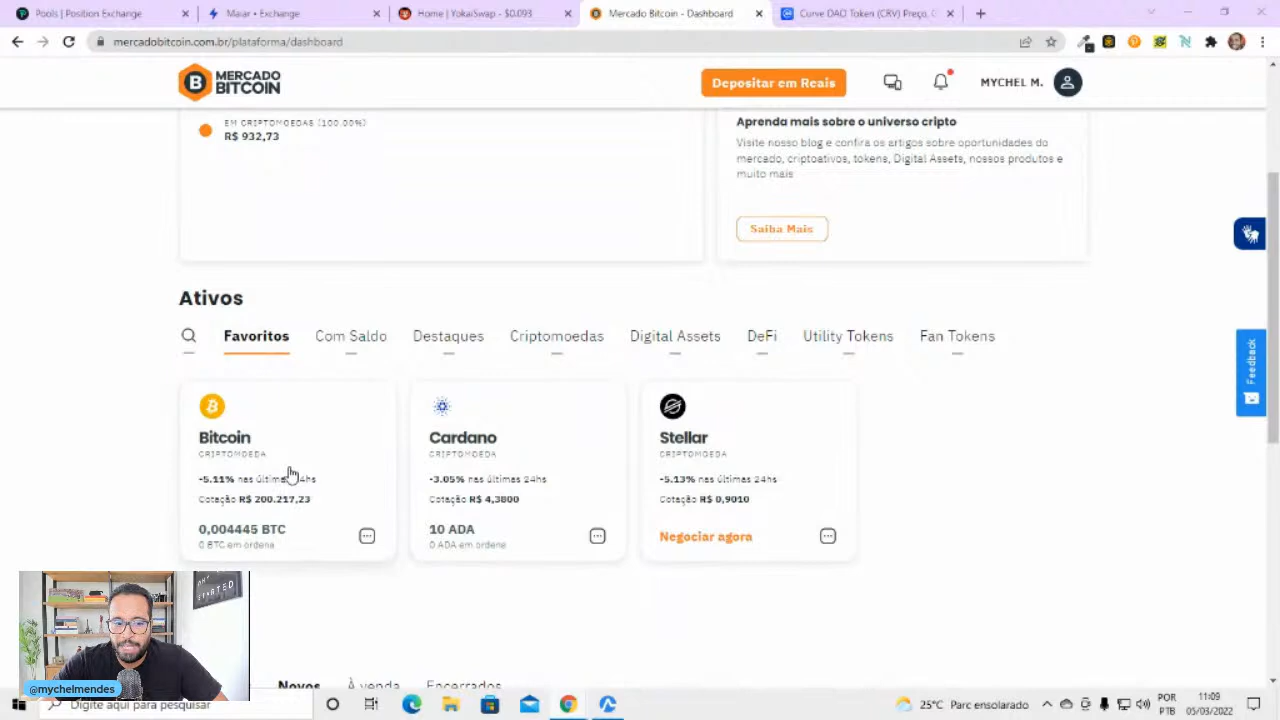 Pools | Position Exchange
Maiar • Exchange
Home | YokaiSwap - $0.093
Mercado Bitcoin - Dashboard
Curve DAO Token (CRV) Preço, G
mercadobitcoin.com.br/plataforma/dashboard
MERCADO
BITCOIN
Depositar em Reais
MYCHEL M.
EM CRIPTOMOEDAS (100.00%)
R$ 932,73
Aprenda mais sobre o universo cripto
Visite nosso blog e confira os artigos sobre oportunidades do
mercado, criptoativos, tokens, Digital Assets, nossos produtos e
muito mais
Saiba Mais
Ativos
Favoritos
Com Saldo
Destaques
Criptomoedas
Digital Assets
DeFi
Utility Tokens
Fan Tokens
Feedback
Bitcoin
CRIPTOMOEDA
-5.11% nas últimas 24hs
Cotação R$ 200.217,23
0,004445 BTC
0 BTC em ordens
Cardano
CRIPTOMOEDA
-3.05% nas últimas 24hs
Cotação R$ 4,3800
10 ADA
0 ADA em ordens
Stellar
CRIPTOMOEDA
-5.13% nas últimas 24hs
Cotação R$ 0,9010
Negociar agora
STARTED
@mychelmendes
Novos
À venda
Encerrados
Digite aqui para pesquisar
25°C Parc ensolarado
POR
PTB
11:09
05/03/2022